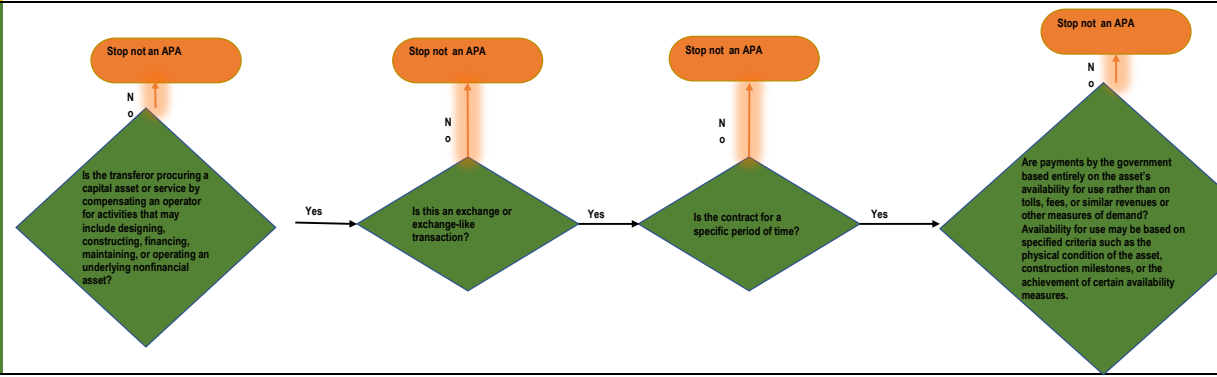 Stop not an APA
Stop not an APA
Stop not an APA
Stop not an APA
N
o
N
o
N
o
N
o
Is the transferor procuring a
capital asset or service by
compensating an operator
for activities that may
include designing,
constructing, financing,
maintaining, or operating an
underlying nonfinancial
asset?
Yes
Is this an exchange or
exchange-like
transaction?
Yes
Is the contract for a
specific period of time?
Yes
Are payments by the government
based entirely on the asset's
availability for use rather than on
tolls, fees, or similar revenues or
other measures of demand?
Availability for use may be based on
specified criteria such as the
physical condition of the asset,
construction milestones, or the
achievement of certain availability
measures.